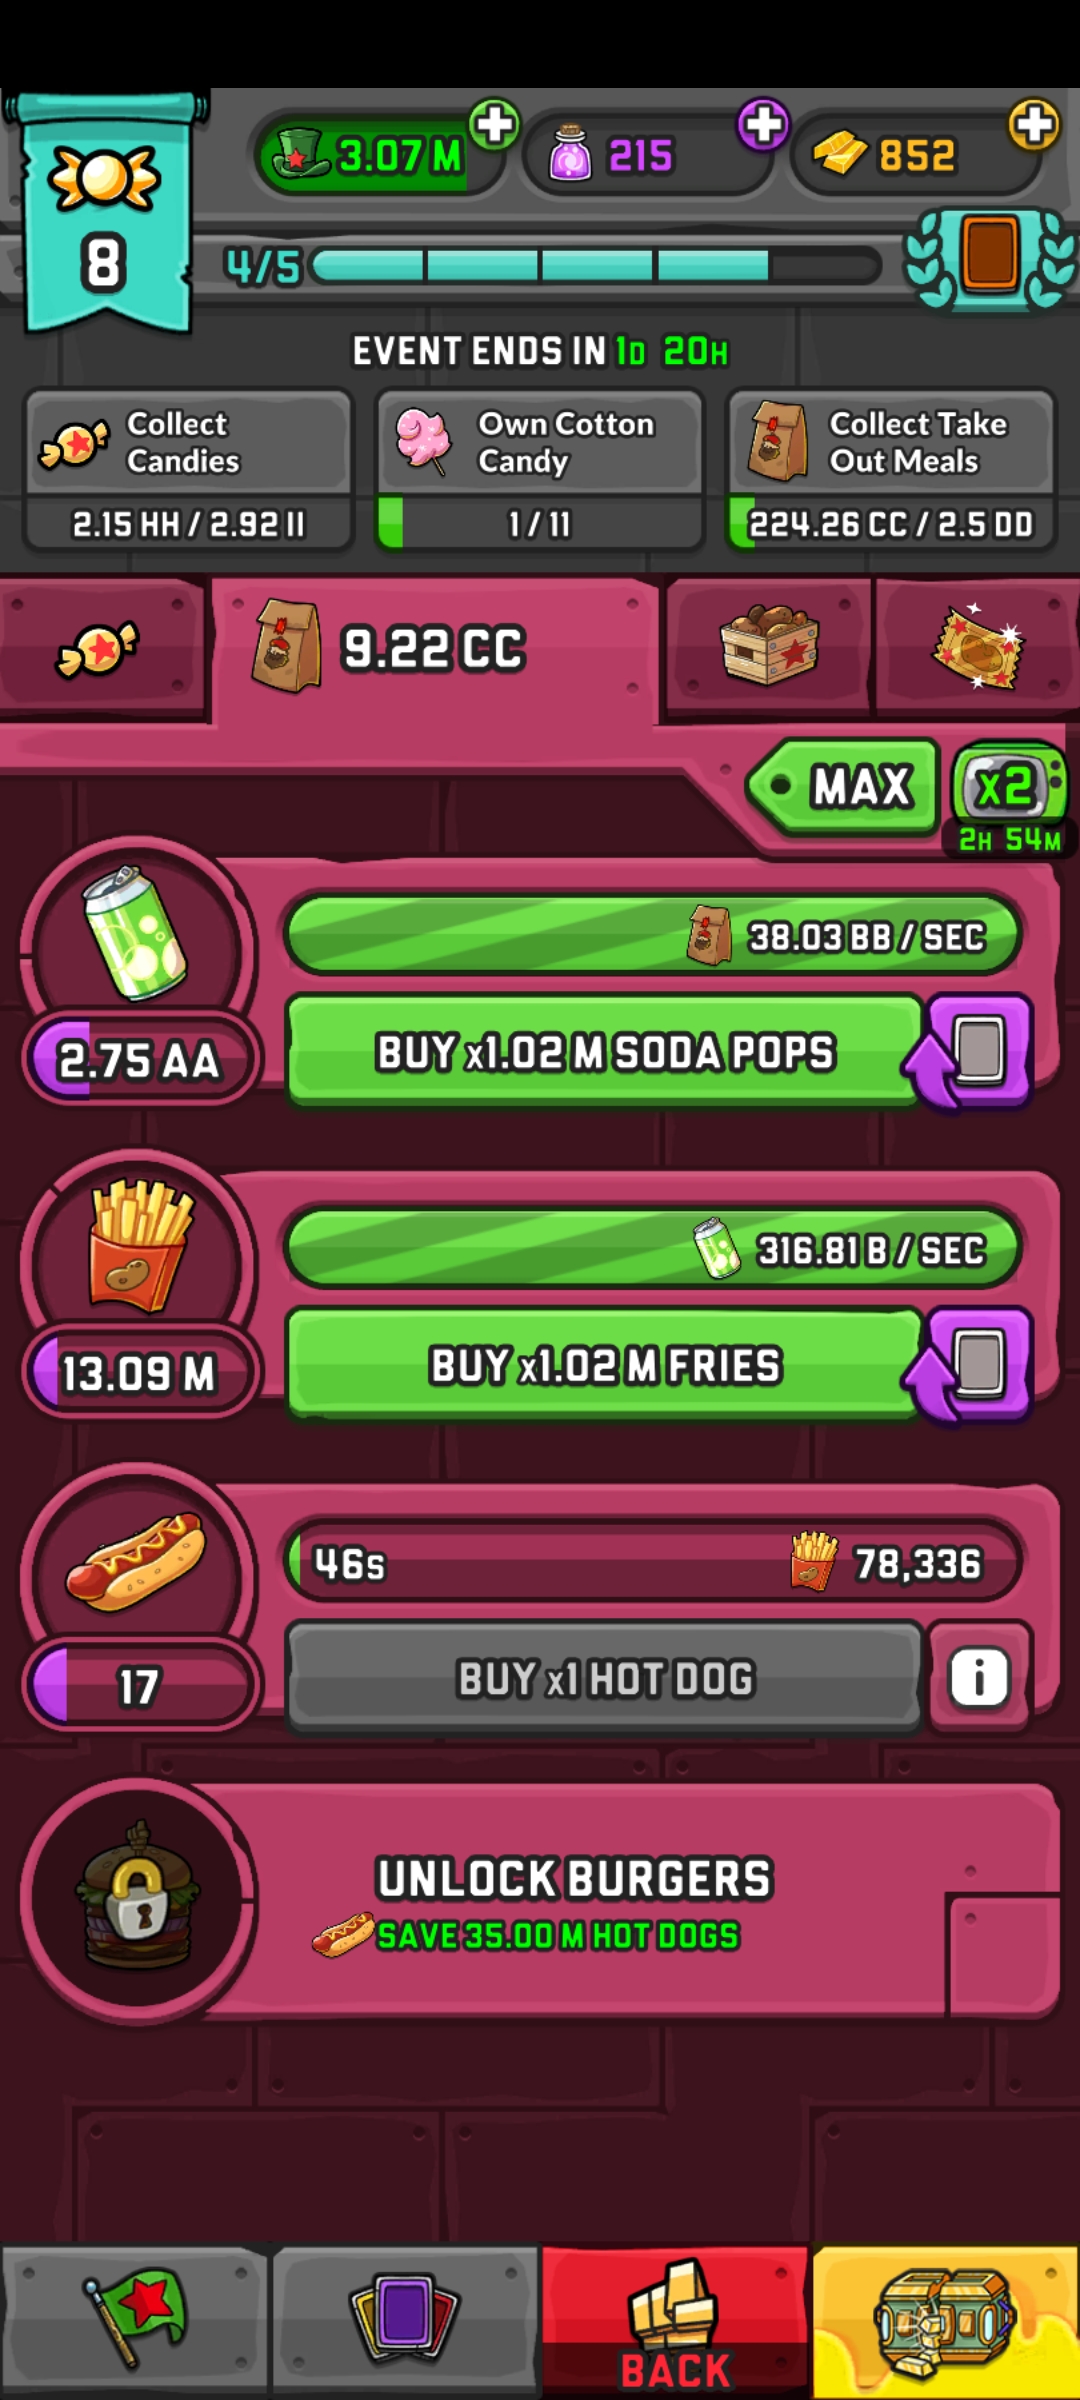 3.07 M
215
852
8
4/5
EVENT ENDS IN 1D 20H
Collect
Candies
2.15 HH / 2.92 II
Own Cotton
Candy
1 / 11
Collect Take
Out Meals
224.26 CC / 2.5 DD
9.22 CC
MAX
x2
2H 54M
38.03 BB / SEC
2.75 AA
BUY x1.02 M SODA POPS
316.81 B / SEC
13.09 M
BUY x1.02 M FRIES
46s
78,336
17
BUY x1 HOT DOG
i
UNLOCK BURGERS
SAVE 35.00 M HOT DOGS
BACK